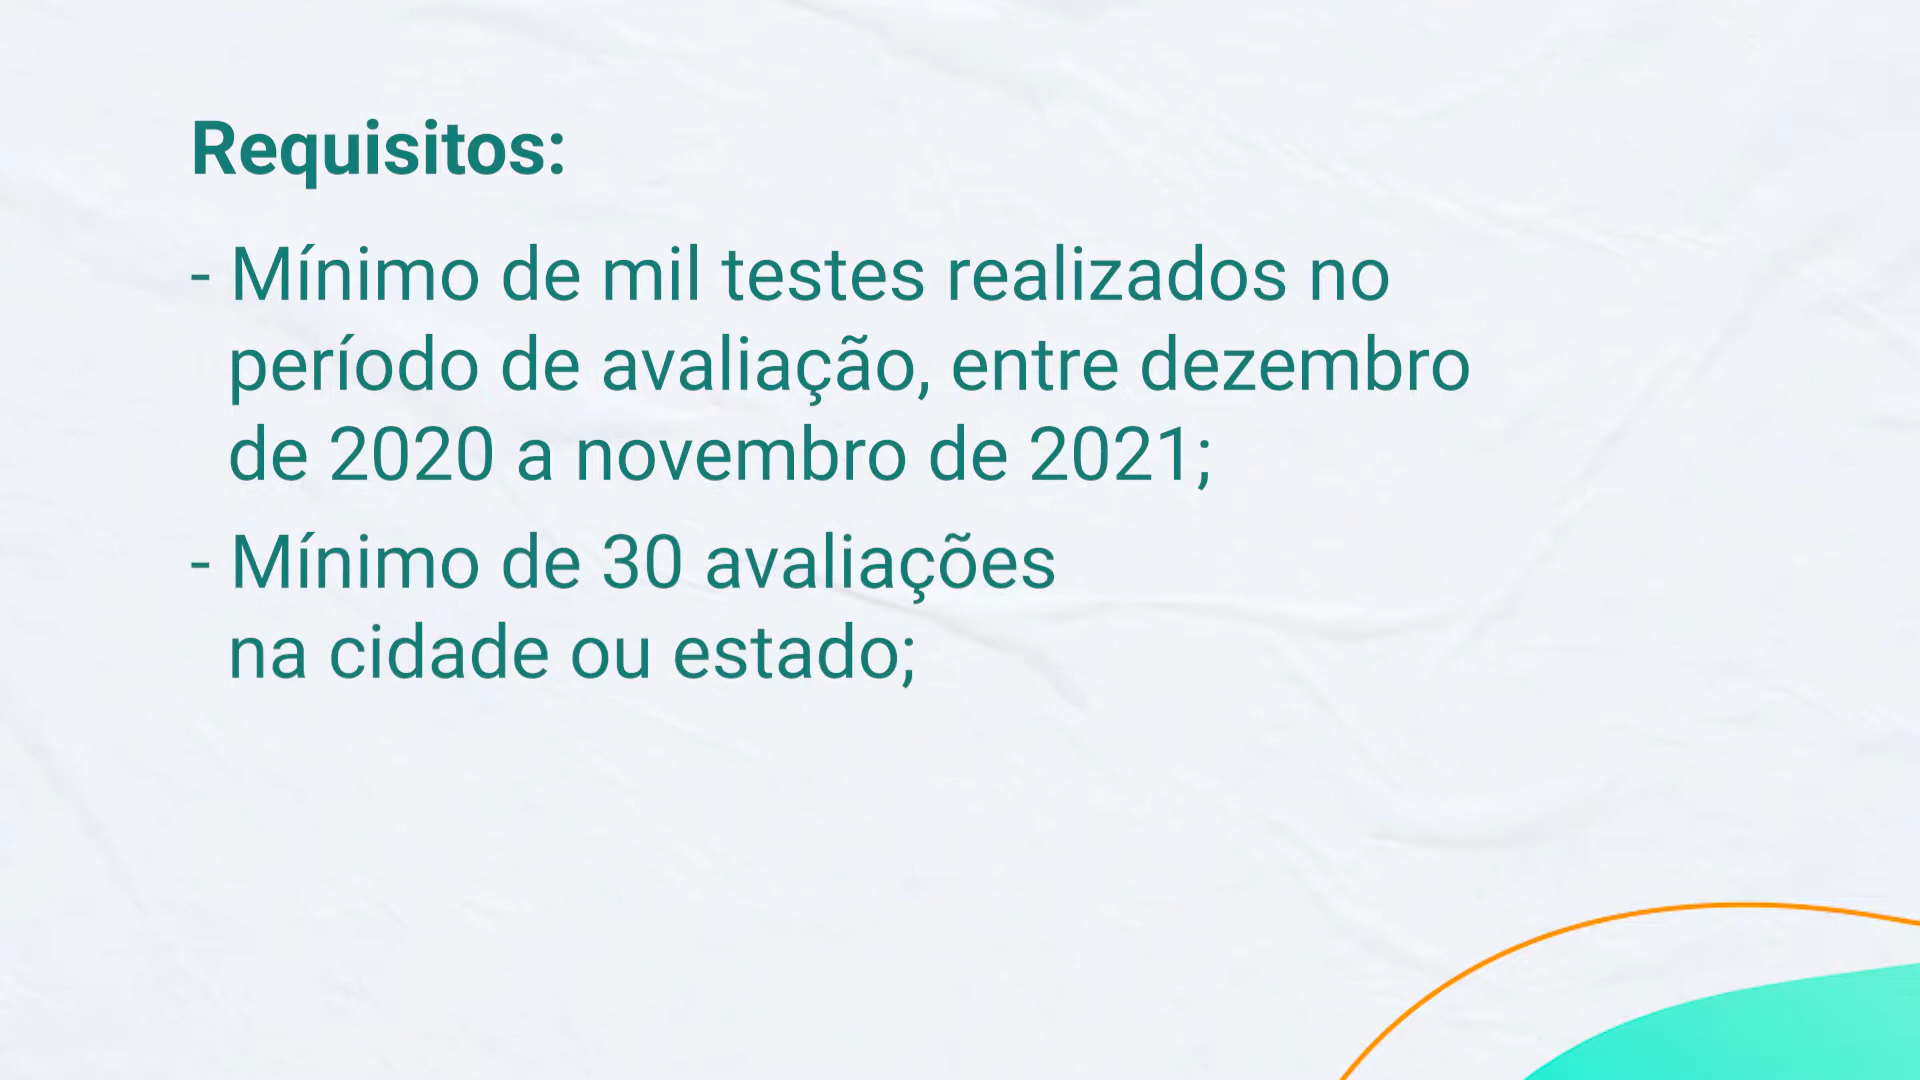 Requisitos:
- Mínimo de mil testes realizados no
período de avaliação, entre dezembro
de 2020 a novembro de 2021;
- Mínimo de 30 avaliações
na cidade ou estado;